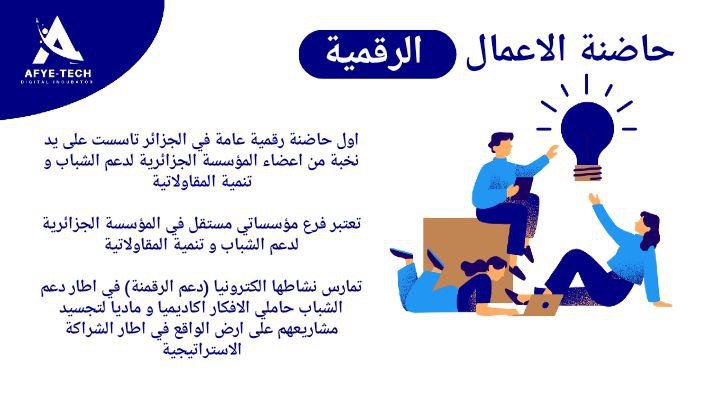 حاضنة الاعمال الرقمية
AFYE-TECH
DIGITAL INCUBATOR
اول حاضنة رقمية عامة في الجزائر تاسست على يد
نخبة من اعضاء المؤسسة الجزائرية لدعم الشباب و
تنمية المقاولاتية
تعتبر فرع مؤسساتي مستقل في المؤسسة الجزائرية
لدعم الشباب و تنمية المقاولاتية
تمارس نشاطها الكترونيا (دعم الرقمنة) في اطار دعم
الشباب حاملي الافكار اكاديميا و ماديا لتجسيد
مشاريعهم على ارض الواقع في اطار الشراكة
الاستراتيجية